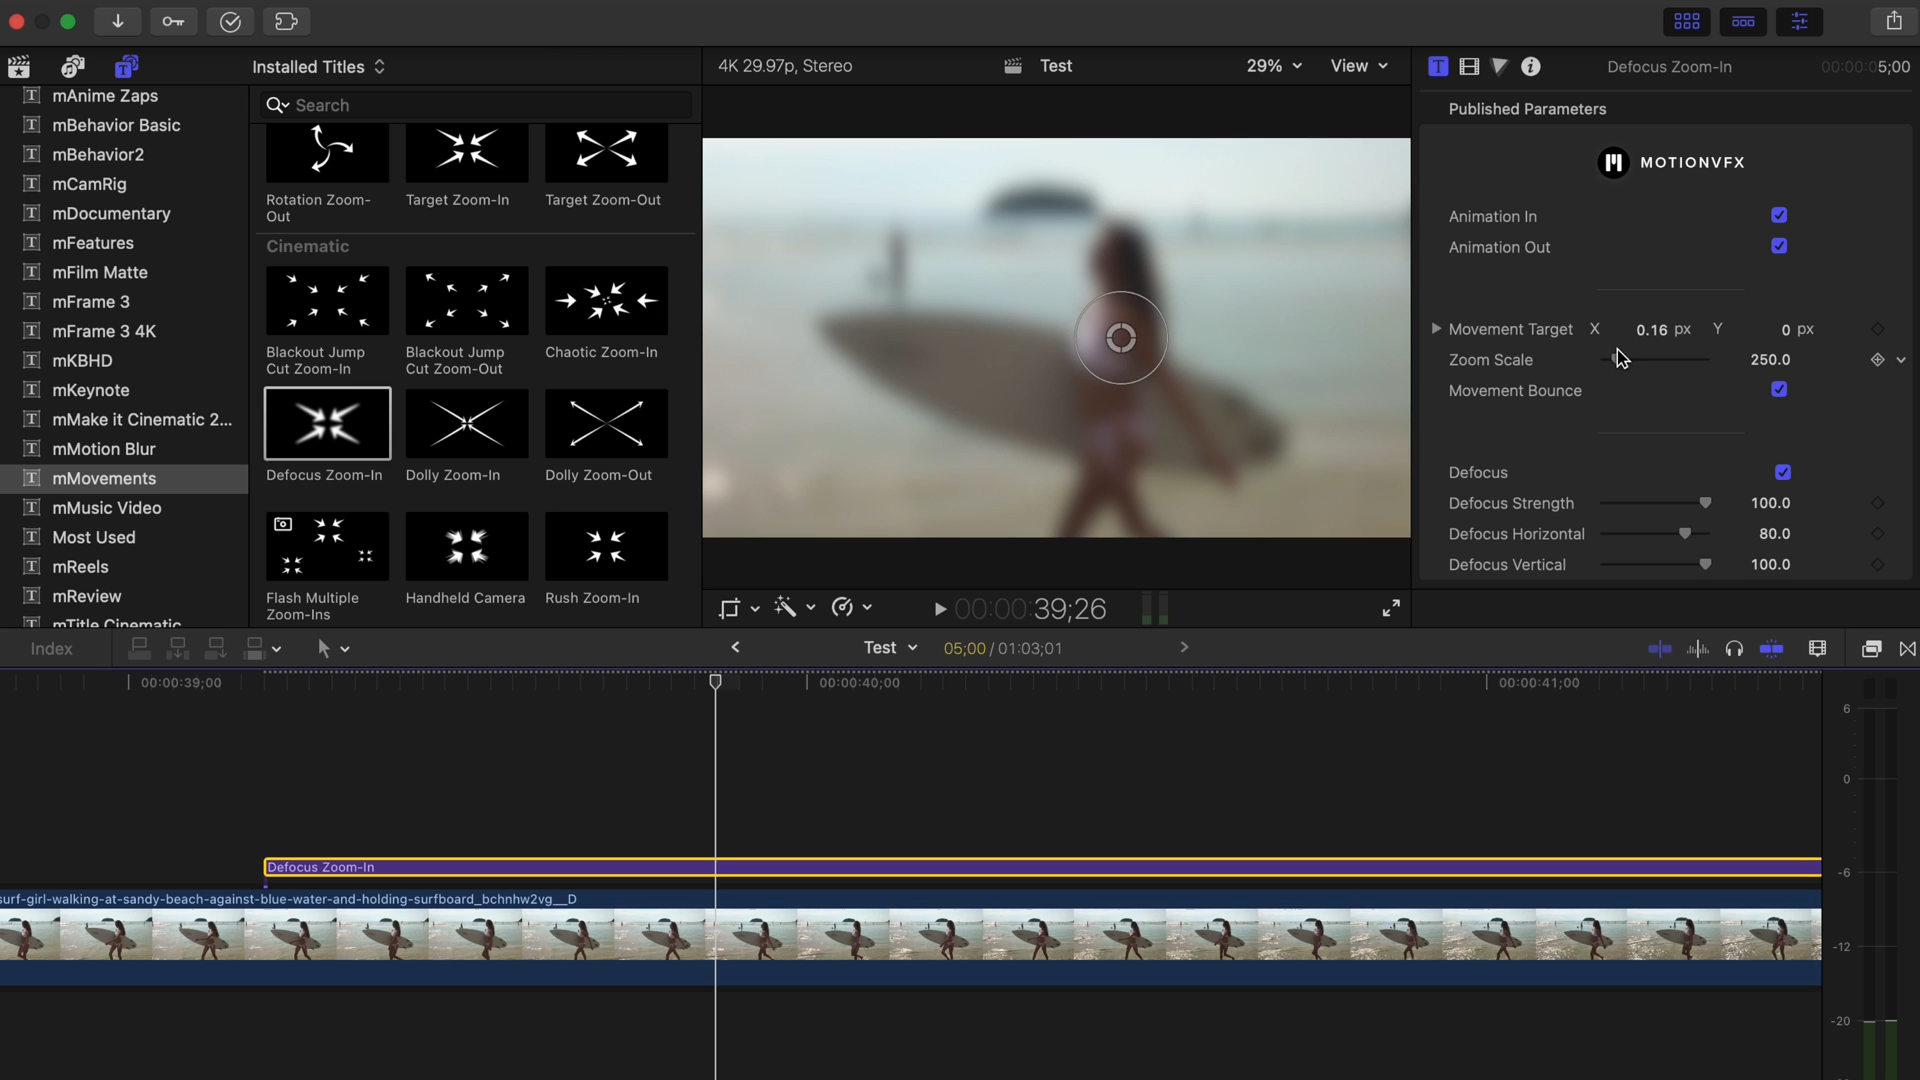 Installed Titles
4K 29.97p, Stereo
Test
29%
View
Defocus Zoom-In
00:00:05;00
mAnime Zaps
mBehavior Basic
mBehavior2
mCamRig
mDocumentary
mFeatures
mFilm Matte
mFrame 3
mFrame 3 4K
mKBHD
mKeynote
mMake it Cinematic 2...
mMotion Blur
mMovements
mMusic Video
Most Used
mReels
mReview
mTitle Cinematic
Search
Rotation Zoom-Out
Target Zoom-In
Target Zoom-Out
Cinematic
Blackout Jump Cut Zoom-In
Blackout Jump Cut Zoom-Out
Chaotic Zoom-In
Defocus Zoom-In
Dolly Zoom-In
Dolly Zoom-Out
Flash Multiple Zoom-Ins
Handheld Camera
Rush Zoom-In
00:00:39;26
Published Parameters
MOTIONVFX
Animation In
Animation Out
Movement Target X 0.16 px Y 0 px
Zoom Scale 250.0
Movement Bounce
Defocus
Defocus Strength 100.0
Defocus Horizontal 80.0
Defocus Vertical 100.0
Index
Test
05;00 / 01:03;01
00:00:39;00
00:00:40;00
00:00:41;00
Defocus Zoom-In
surf-girl-walking-at-sandy-beach-against-blue-water-and-holding-surfboard_bchnhw2vg__D
6
0
-6
-12
-20